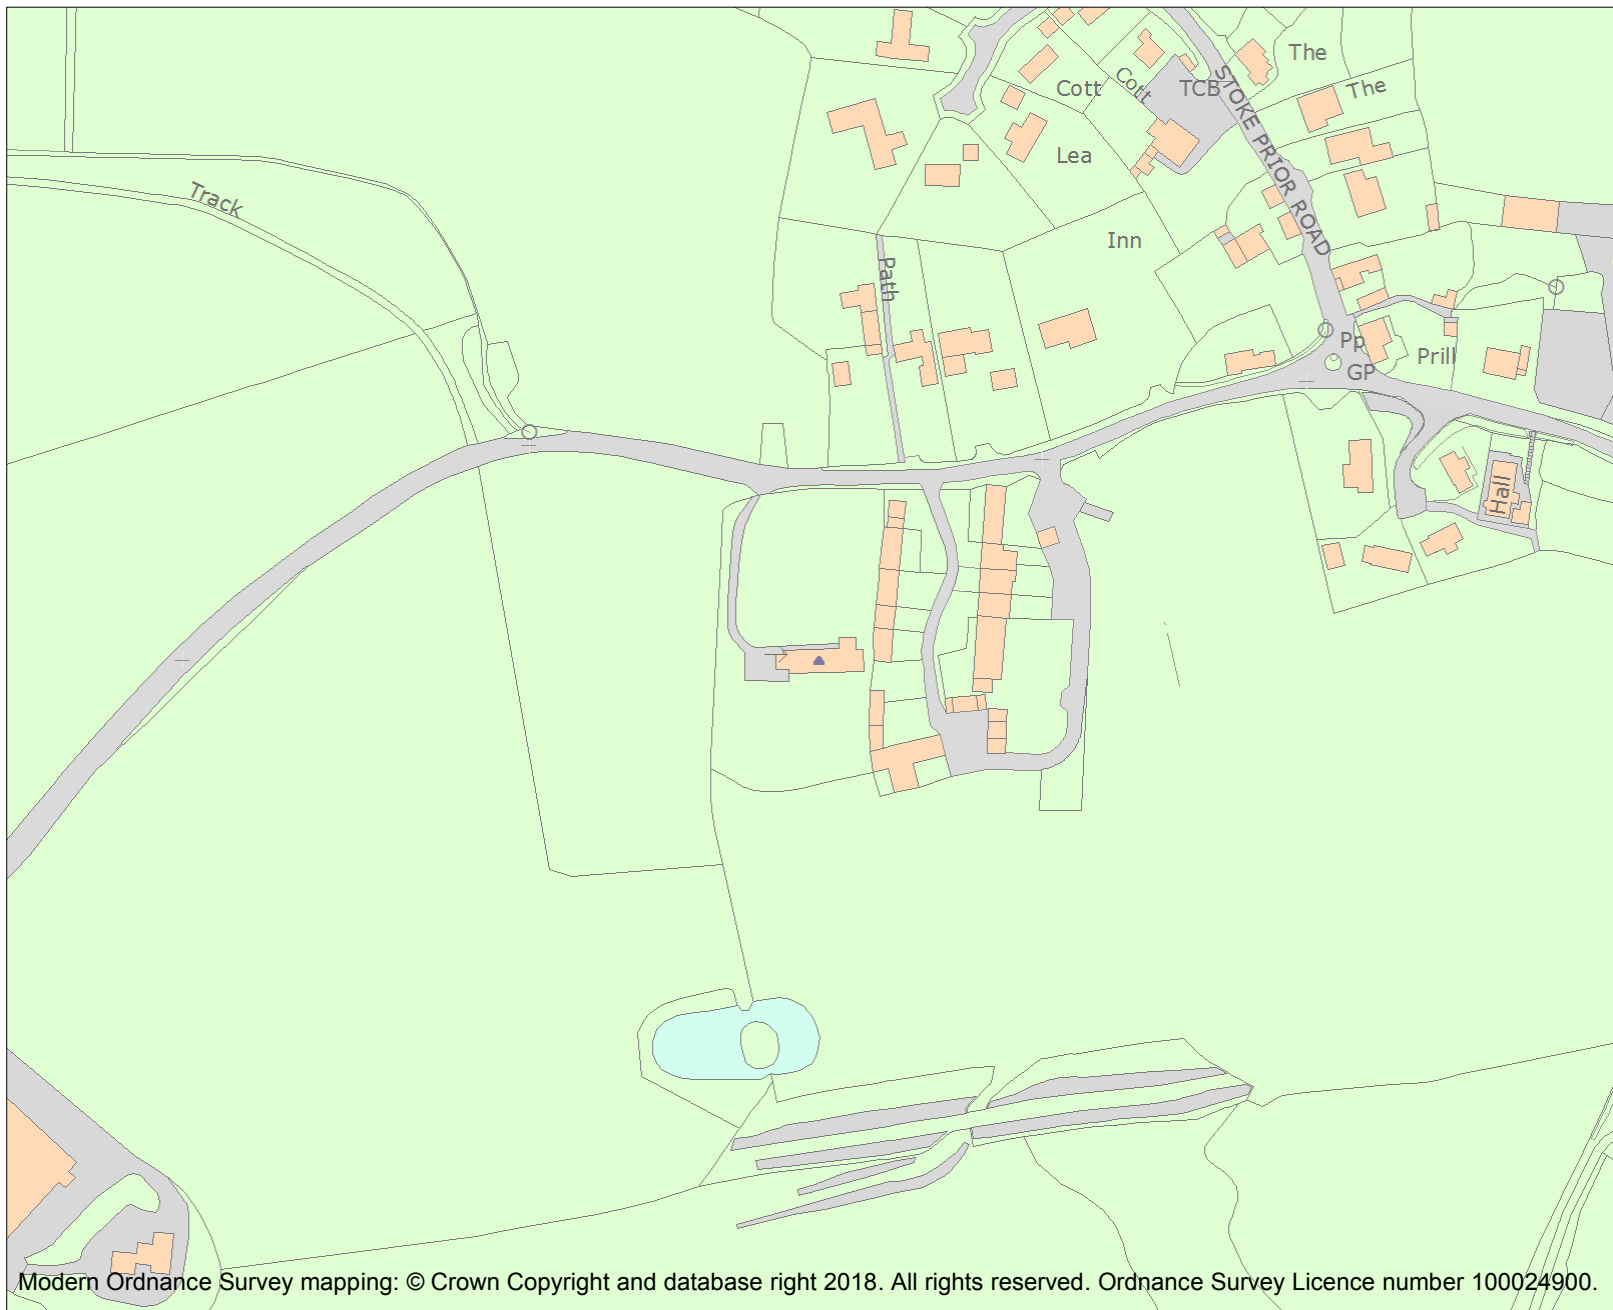 The
Cott
Cott
TCB
The
STOKE PRIOR ROAD
Lea
Track
Inn
Path
Pp
Prill
GP
Hall
Modern Ordnance Survey mapping: © Crown Copyright and database right 2018. All rights reserved. Ordnance Survey Licence number 100024900.